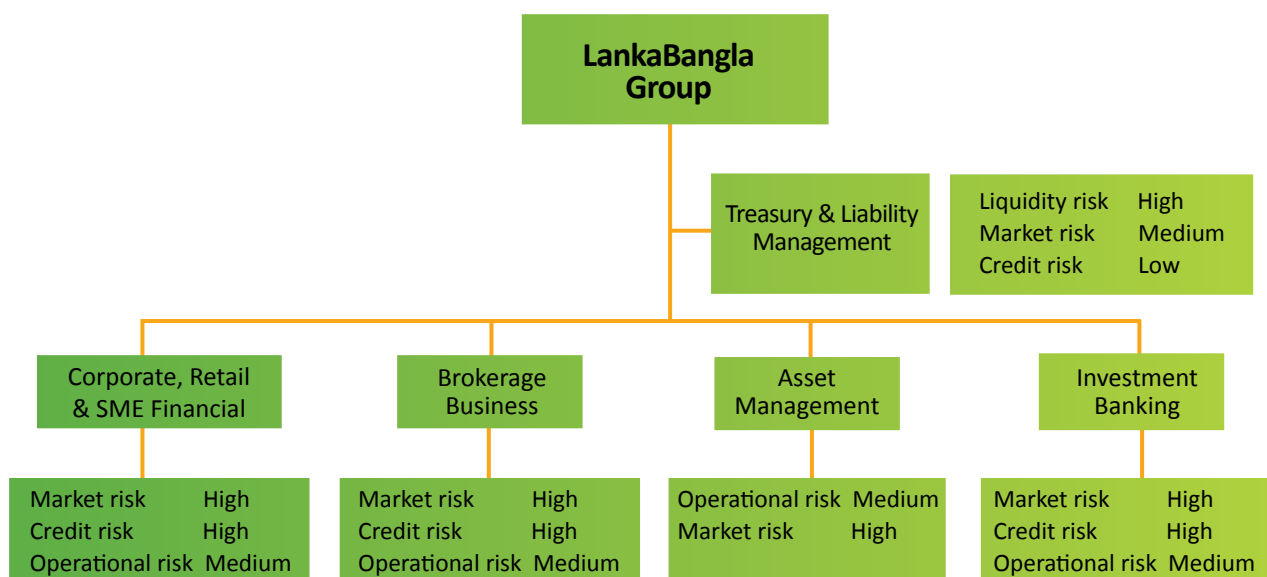 LankaBangla
Group
Treasury & Liability
Management
Liquidity risk High
Market risk Medium
Credit risk Low
Corporate, Retail
& SME Financial
Brokerage
Business
Asset
Management
Investment
Banking
Market risk High
Credit risk High
Operational risk Medium
Market risk High
Credit risk High
Operational risk Medium
Operational risk Medium
Market risk High
Market risk High
Credit risk High
Operational risk Medium